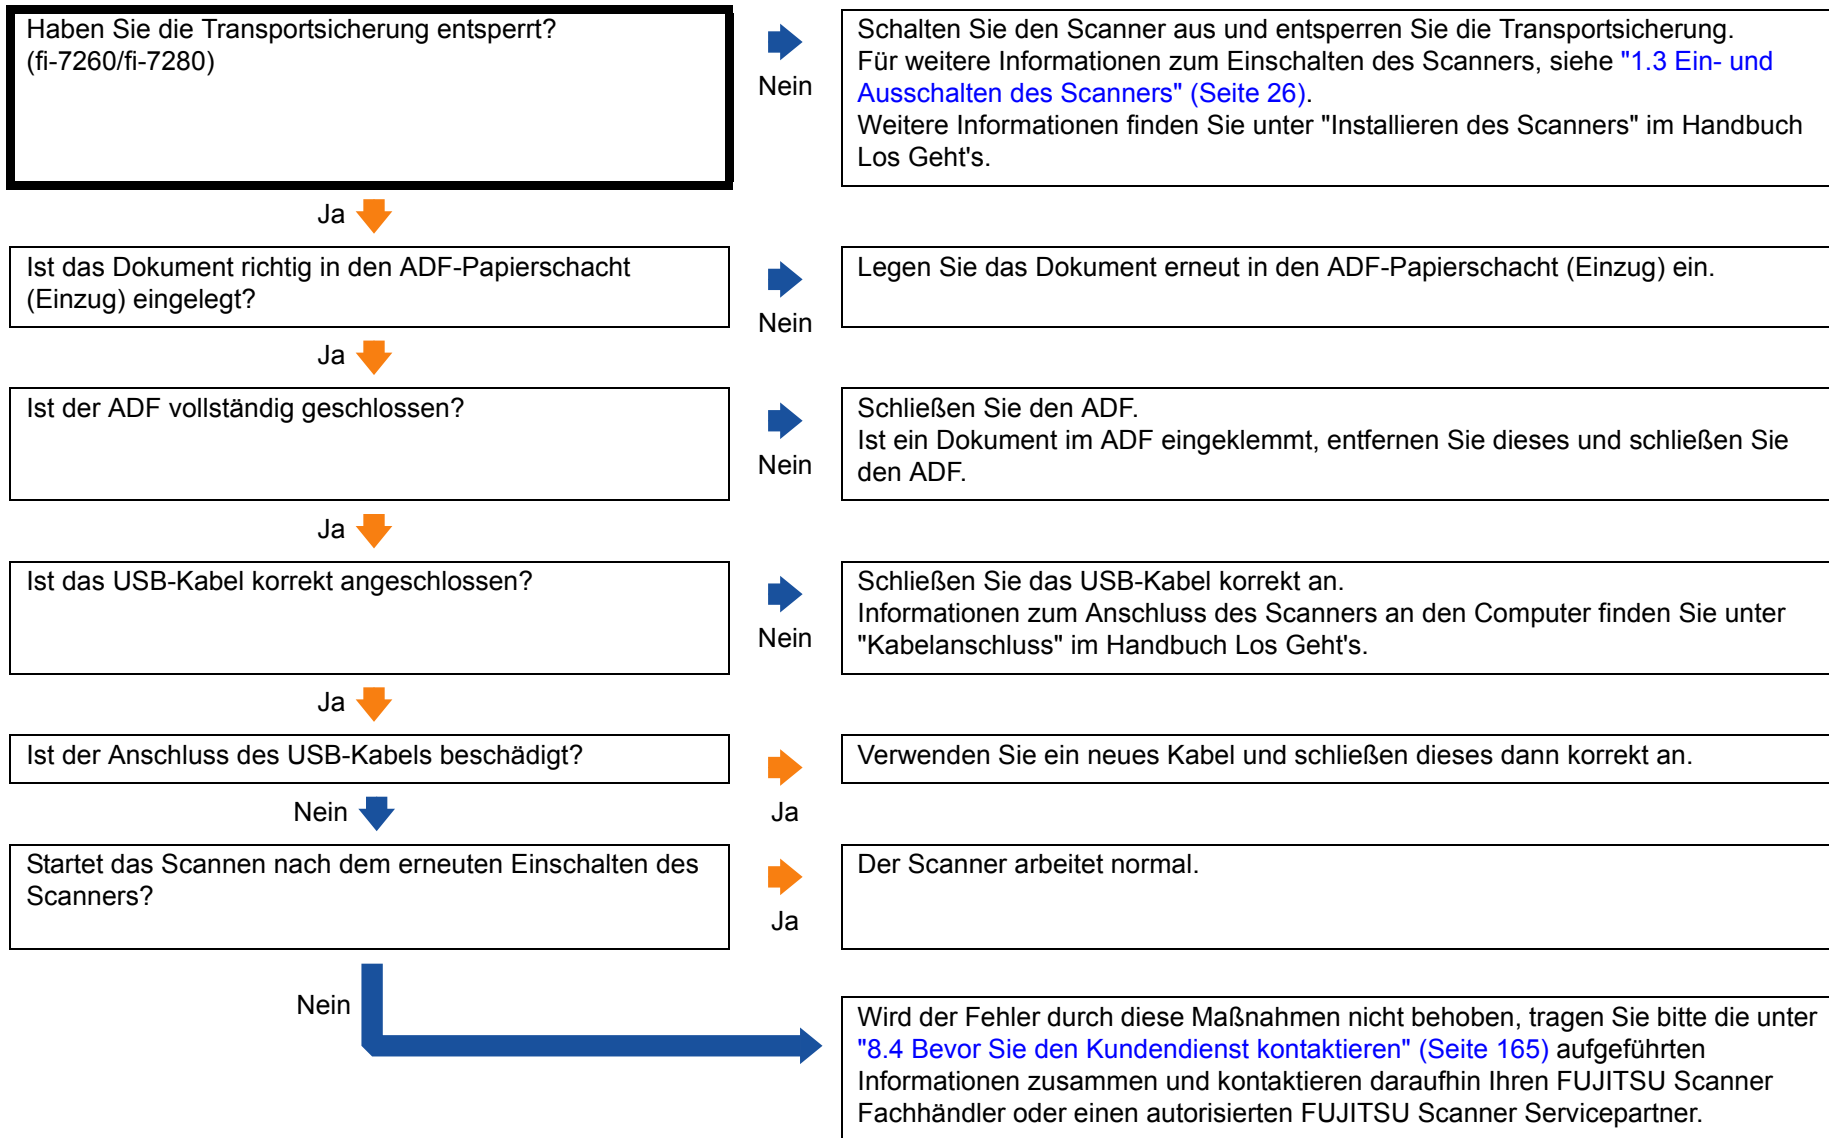 Haben Sie die Transportsicherung entsperrt?
(fi-7260/fi-7280)
Nein
Schalten Sie den Scanner aus und entsperren Sie die Transportsicherung.
Für weitere Informationen zum Einschalten des Scanners, siehe "1.3 Ein- und
Ausschalten des Scanners" (Seite 26).
Weitere Informationen finden Sie unter "Installieren des Scanners" im Handbuch
Los Geht's.
Ja
Ist das Dokument richtig in den ADF-Papierschacht
(Einzug) eingelegt?
Nein
Legen Sie das Dokument erneut in den ADF-Papierschacht (Einzug) ein.
Ja
Ist der ADF vollständig geschlossen?
Nein
Schließen Sie den ADF.
Ist ein Dokument im ADF eingeklemmt, entfernen Sie dieses und schließen Sie
den ADF.
Ja
Ist das USB-Kabel korrekt angeschlossen?
Nein
Schließen Sie das USB-Kabel korrekt an.
Informationen zum Anschluss des Scanners an den Computer finden Sie unter
"Kabelanschluss" im Handbuch Los Geht's.
Ja
Ist der Anschluss des USB-Kabels beschädigt?
Ja
Verwenden Sie ein neues Kabel und schließen dieses dann korrekt an.
Nein
Startet das Scannen nach dem erneuten Einschalten des
Scanners?
Ja
Der Scanner arbeitet normal.
Nein
Wird der Fehler durch diese Maßnahmen nicht behoben, tragen Sie bitte die unter
"8.4 Bevor Sie den Kundendienst kontaktieren" (Seite 165) aufgeführten
Informationen zusammen und kontaktieren daraufhin Ihren FUJITSU Scanner
Fachhändler oder einen autorisierten FUJITSU Scanner Servicepartner.